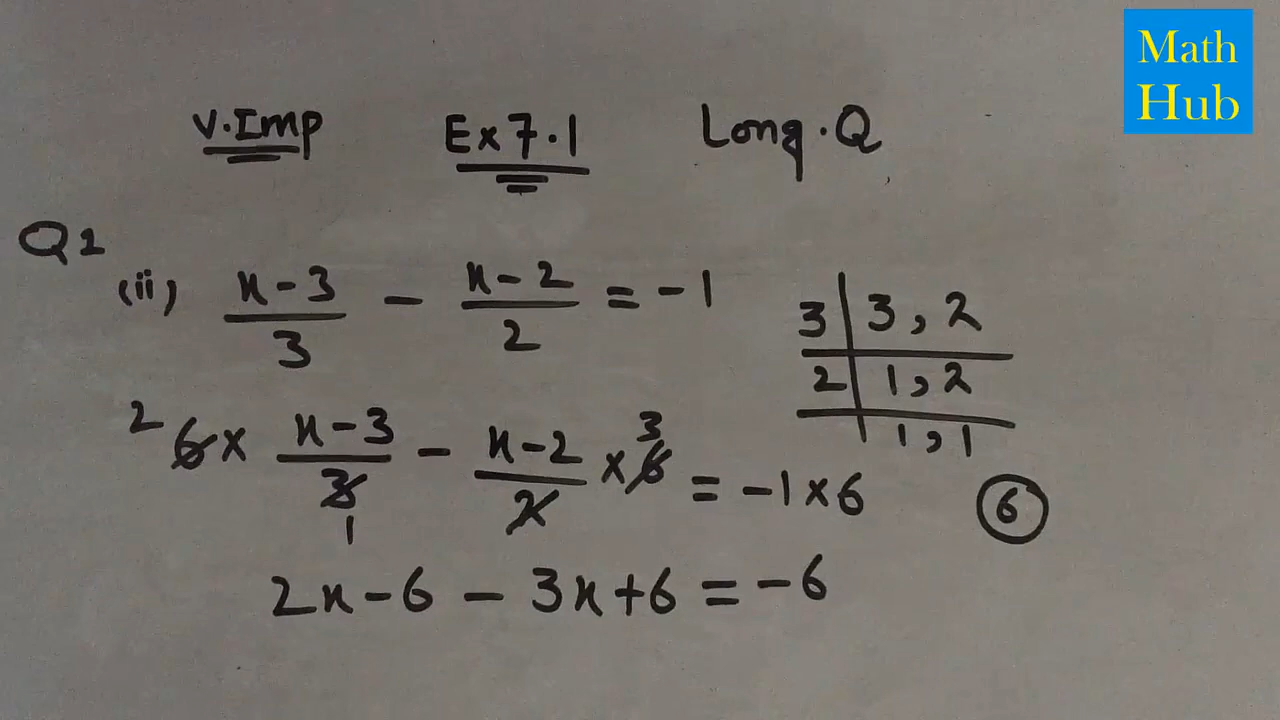 Math
Hub
V.Imp Ex 7.1 Long.Q
Q2
(ii) x-3/3 - x-2/2 = -1
3 | 3, 2
2 | 1, 2
1, 1
2 6 x x-3/3 1 - x-2/2 x 6 3 = -1 x 6
6
2x-6 - 3x+6 = -6